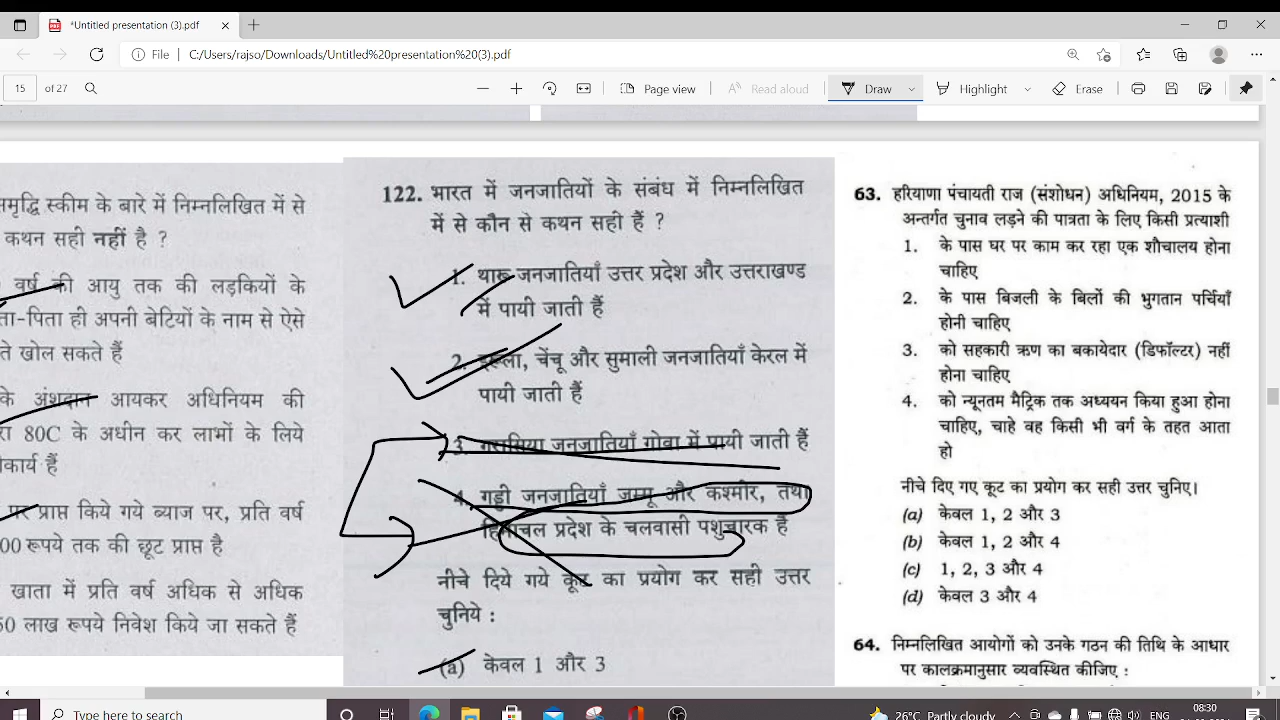 *Untitled presentation (3).pdf
File
C:/Users/rajso/Downloads/Untitled%20presentation%20(3).pdf
15 of 27
Page view
Read aloud
Draw
Highlight
Erase
समृद्धि स्कीम के बारे में निम्नलिखित में से
कथन सही नहीं है ?
वर्ष की आयु तक की लड़कियों के
ता-पिता ही अपनी बेटियों के नाम से ऐसे
ते खोल सकते हैं
के अंशदान आयकर अधिनियम की
रा 80C के अधीन कर लाभों के लिये
कार्य हैं
पर प्राप्त किये गये ब्याज पर, प्रति वर्ष
00 रूपये तक की छूट प्राप्त है
खाता में प्रति वर्ष अधिक से अधिक
50 लाख रूपये निवेश किये जा सकते हैं
122. भारत में जनजातियों के संबंध में निम्नलिखित
में से कौन से कथन सही हैं ?
1. थारू जनजातियाँ उत्तर प्रदेश और उत्तराखण्ड
में पायी जाती हैं
2. चेंचू और सुमाली जनजातियाँ केरल में
पायी जाती हैं
3. गरासिया जनजातियाँ गोवा में पायी जाती हैं
4. गड्डी जनजातियाँ जम्मू और कश्मीर, तथा
हिमाचल प्रदेश के चलवासी पशुचारक हैं
नीचे दिये गये कूट का प्रयोग कर सही उत्तर
चुनिये :
(a) केवल 1 और 3
63. हरियाणा पंचायती राज (संशोधन) अधिनियम, 2015 के
अन्तर्गत चुनाव लड़ने की पात्रता के लिए किसी प्रत्याशी
1. के पास घर पर काम कर रहा एक शौचालय होना
चाहिए
2. के पास बिजली के बिलों की भुगतान पर्चियाँ
होनी चाहिए
3. को सहकारी ऋण का बकायेदार (डिफॉल्टर) नहीं
होना चाहिए
4. को न्यूनतम मैट्रिक तक अध्ययन किया हुआ होना
चाहिए, चाहे वह किसी भी वर्ग के तहत आता
हो
नीचे दिए गए कूट का प्रयोग कर सही उत्तर चुनिए।
(a) केवल 1, 2 और 3
(b) केवल 1, 2 और 4
(c) 1, 2, 3 और 4
(d) केवल 3 और 4
64. निम्नलिखित आयोगों को उनके गठन की तिथि के आधार
पर कालक्रमानुसार व्यवस्थित कीजिए :
Type here to search
26°C Partly cloudy
ENG
08:30